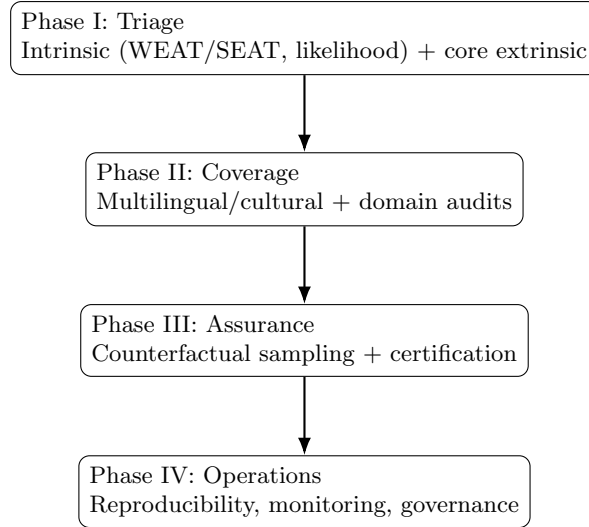 Phase I: Triage
Intrinsic (WEAT/SEAT, likelihood) + core extrinsic
Phase II: Coverage
Multilingual/cultural + domain audits
Phase III: Assurance
Counterfactual sampling + certification
Phase IV: Operations
Reproducibility, monitoring, governance